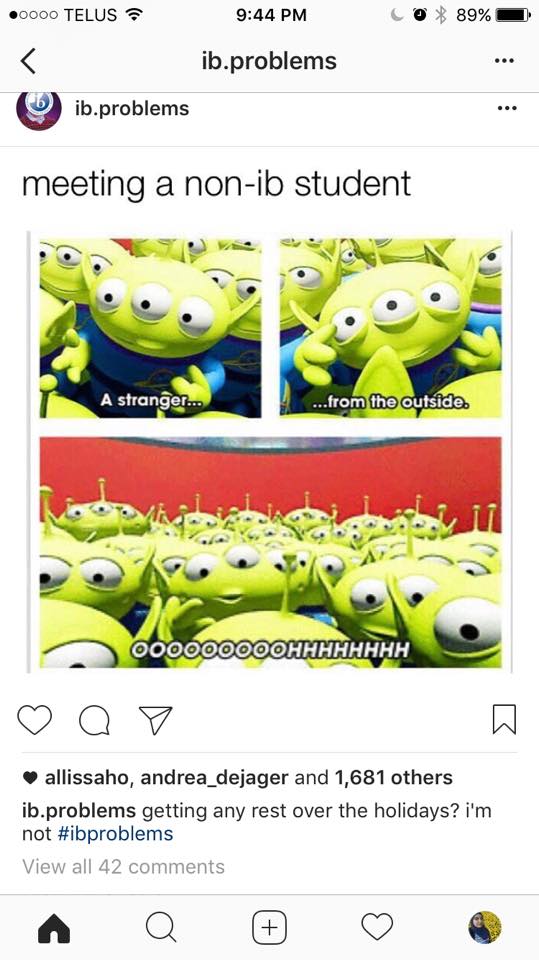 TELUS 9:44 PM 89%
ib.problems
ib.problems
meeting a non-ib student
A stranger...
...from the outside.
OOOOOOOOOHHHHHHHH
allissaho, andrea_dejager and 1,681 others
ib.problems getting any rest over the holidays? i'm
not #ibproblems
View all 42 comments